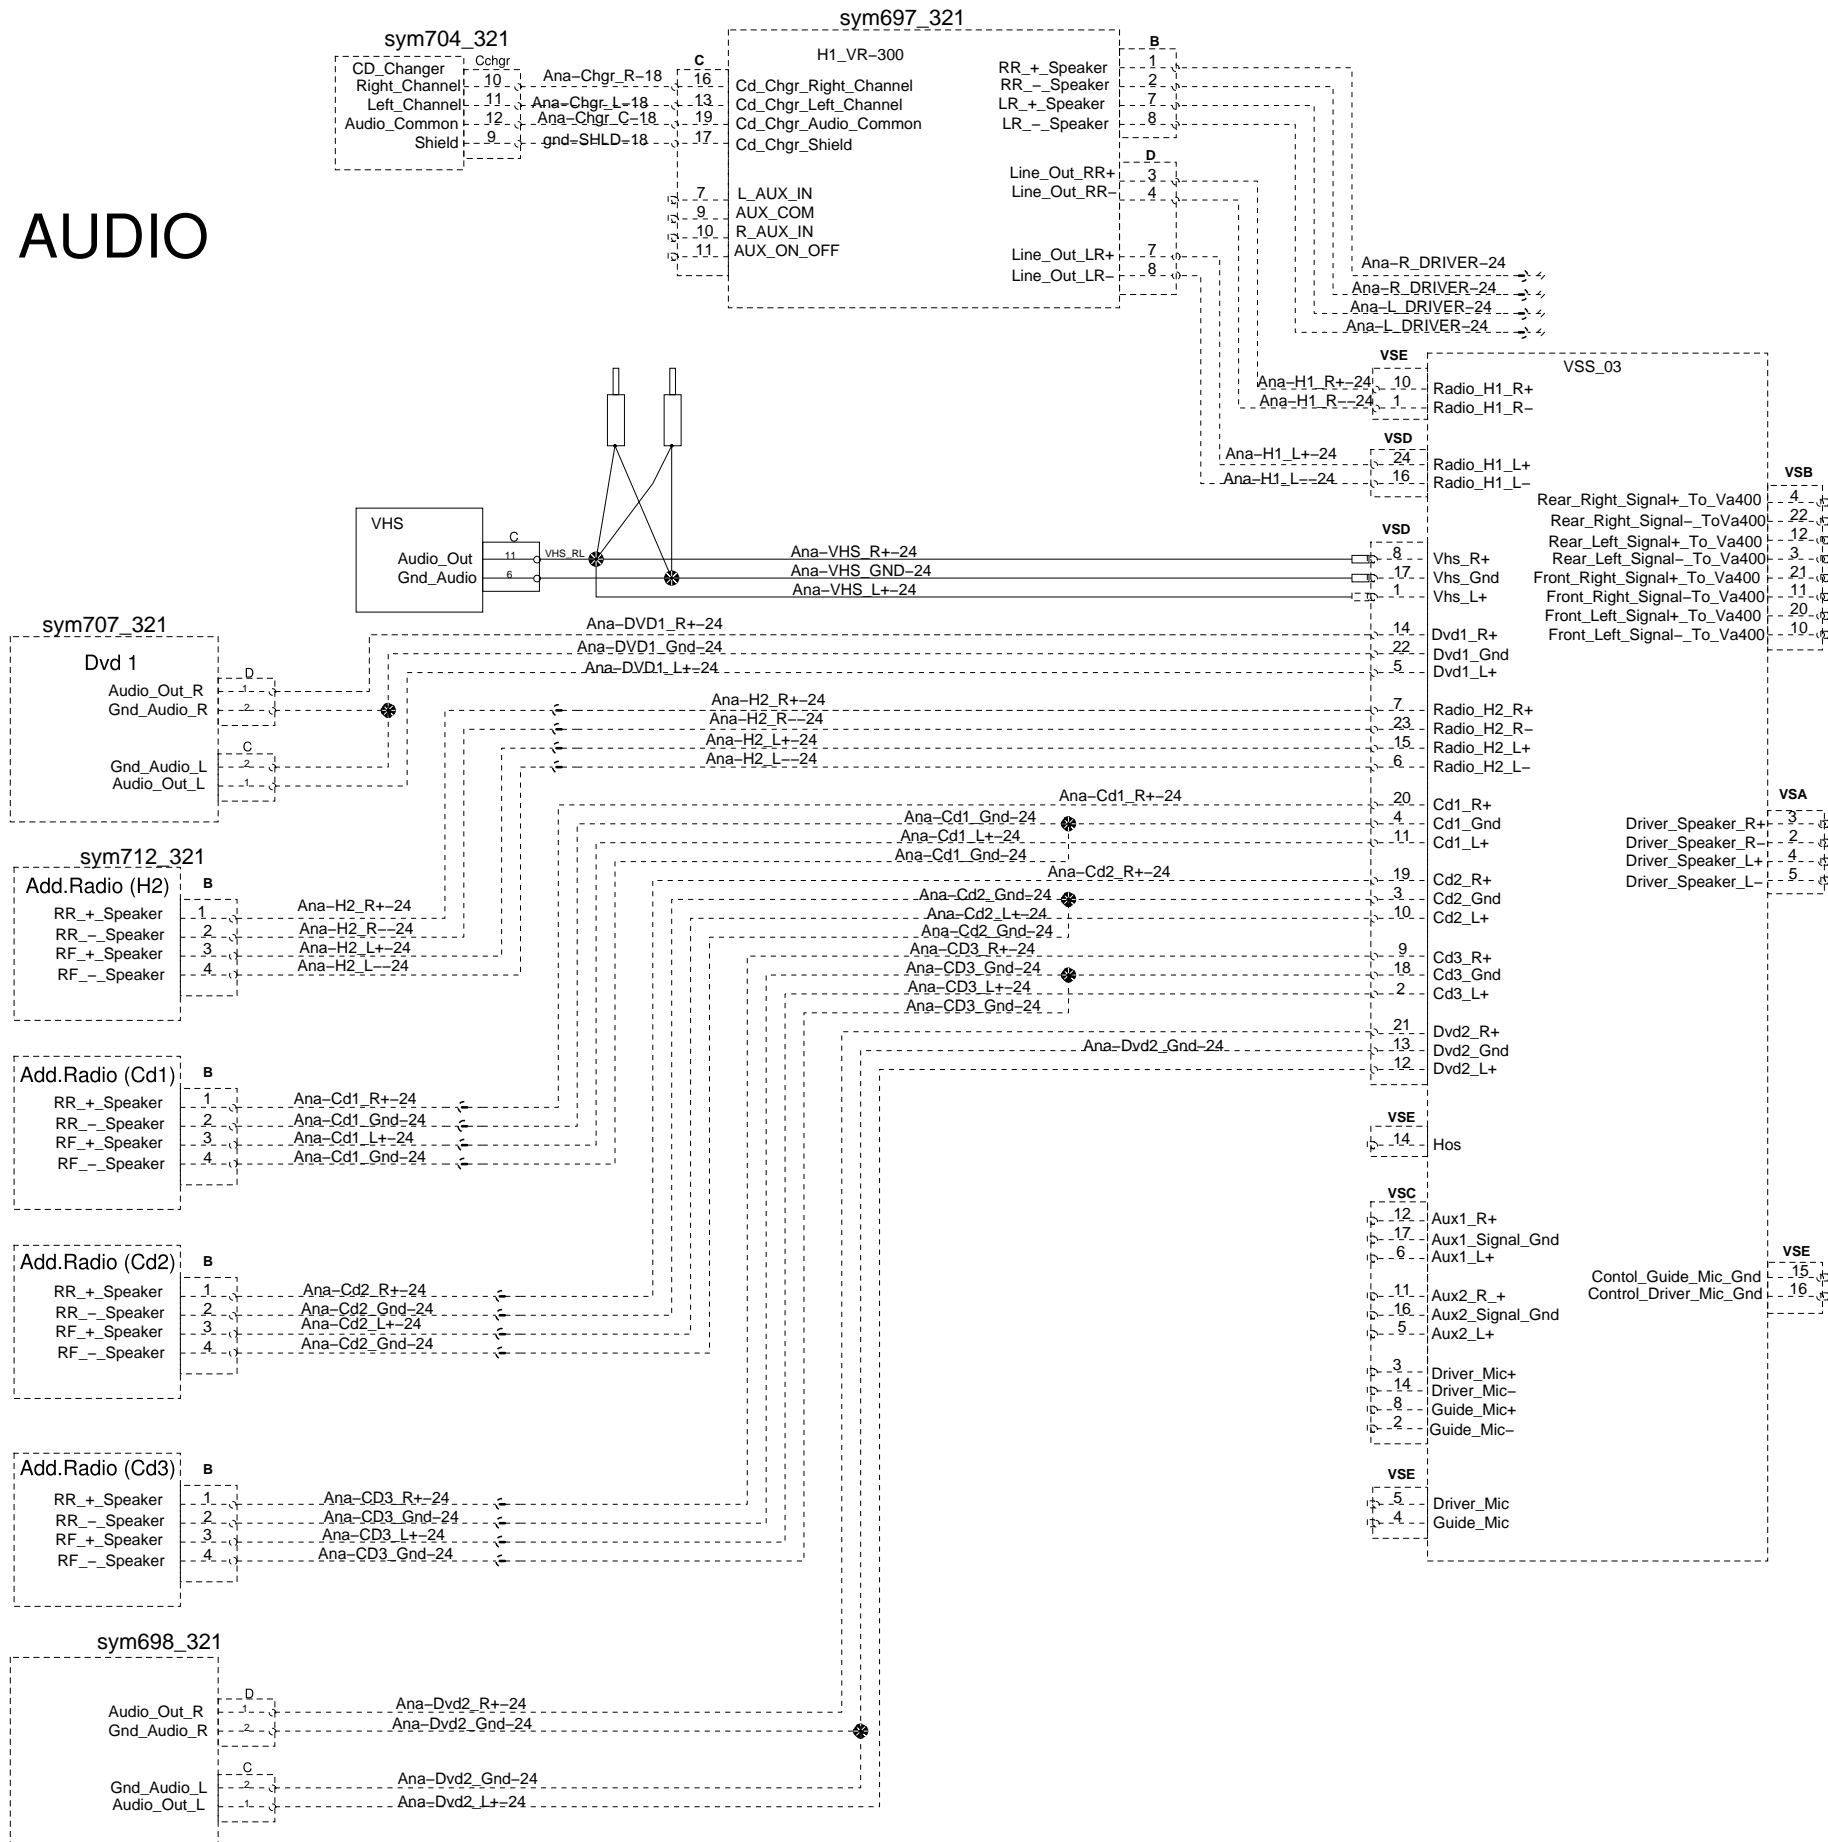 AUDIO
sym704_321
CD_Changer
Cchgr
Right_Channel 10 Ana-Chgr_R-18
Left_Channel 11 Ana-Chgr_L-18
Audio_Common 12 Ana-Chgr_C-18
Shield 9 gnd-SHLD-18
sym697_321
H1_VR-300
C
16 Cd_Chgr_Right_Channel
13 Cd_Chgr_Left_Channel
19 Cd_Chgr_Audio_Common
17 Cd_Chgr_Shield
7 L_AUX_IN
9 AUX_COM
10 R_AUX_IN
11 AUX_ON_OFF
B
RR_+_Speaker 1
RR_-_Speaker 2
LR_+_Speaker 7
LR_-_Speaker 8
D
Line_Out_RR+ 3
Line_Out_RR- 4
Line_Out_LR+ 7
Line_Out_LR- 8
Ana-R_DRIVER-24
Ana-R_DRIVER-24
Ana-L_DRIVER-24
Ana-L_DRIVER-24
VSS_03
VSE
Ana-H1_R+-24 10 Radio_H1_R+
Ana-H1_R--24 1 Radio_H1_R-
VSD
Ana-H1_L+-24 24 Radio_H1_L+
Ana-H1_L--24 16 Radio_H1_L-
VHS
C
Audio_Out 11 VHS_RL
Gnd_Audio 6
VSD
Ana-VHS_R+-24 8 Vhs_R+
Ana-VHS_GND-24 17 Vhs_Gnd
Ana-VHS_L+-24 1 Vhs_L+
Ana-DVD1_R+-24 14 Dvd1_R+
Ana-DVD1_Gnd-24 22 Dvd1_Gnd
Ana-DVD1_L+-24 5 Dvd1_L+
Ana-H2_R+-24 7 Radio_H2_R+
Ana-H2_R--24 23 Radio_H2_R-
Ana-H2_L+-24 15 Radio_H2_L+
Ana-H2_L--24 6 Radio_H2_L-
Ana-Cd1_R+-24 20 Cd1_R+
Ana-Cd1_Gnd-24 4 Cd1_Gnd
Ana-Cd1_L+-24 11 Cd1_L+
Ana-Cd1_Gnd-24
Ana-Cd2_R+-24 19 Cd2_R+
Ana-Cd2_Gnd-24 3 Cd2_Gnd
Ana-Cd2_L+-24 10 Cd2_L+
Ana-Cd2_Gnd-24
Ana-CD3_R+-24 9 Cd3_R+
Ana-CD3_Gnd-24 18 Cd3_Gnd
Ana-CD3_L+-24 2 Cd3_L+
Ana-CD3_Gnd-24
21 Dvd2_R+
Ana-Dvd2_Gnd-24 13 Dvd2_Gnd
12 Dvd2_L+
VSE
14 Hos
VSC
12 Aux1_R+
17 Aux1_Signal_Gnd
6 Aux1_L+
11 Aux2_R_+
16 Aux2_Signal_Gnd
5 Aux2_L+
3 Driver_Mic+
14 Driver_Mic-
8 Guide_Mic+
2 Guide_Mic-
VSE
5 Driver_Mic
4 Guide_Mic
VSB
Rear_Right_Signal+_To_Va400 4
Rear_Right_Signal-_ToVa400 22
Rear_Left_Signal+_To_Va400 12
Rear_Left_Signal-_To_Va400 3
Front_Right_Signal+_To_Va400 21
Front_Right_Signal-To_Va400 11
Front_Left_Signal+_To_Va400 20
Front_Left_Signal-_To_Va400 10
VSA
Driver_Speaker_R+ 3
Driver_Speaker_R- 2
Driver_Speaker_L+ 4
Driver_Speaker_L- 5
VSE
Contol_Guide_Mic_Gnd 15
Control_Driver_Mic_Gnd 16
sym707_321
Dvd 1
D
Audio_Out_R 1
Gnd_Audio_R 2
C
Gnd_Audio_L 2
Audio_Out_L 1
sym712_321
Add.Radio (H2) B
RR_+_Speaker 1 Ana-H2_R+-24
RR_-_Speaker 2 Ana-H2_R--24
RF_+_Speaker 3 Ana-H2_L+-24
RF_-_Speaker 4 Ana-H2_L--24
Add.Radio (Cd1) B
RR_+_Speaker 1 Ana-Cd1_R+-24
RR_-_Speaker 2 Ana-Cd1_Gnd-24
RF_+_Speaker 3 Ana-Cd1_L+-24
RF_-_Speaker 4 Ana-Cd1_Gnd-24
Add.Radio (Cd2) B
RR_+_Speaker 1 Ana-Cd2_R+-24
RR_-_Speaker 2 Ana-Cd2_Gnd-24
RF_+_Speaker 3 Ana-Cd2_L+-24
RF_-_Speaker 4 Ana-Cd2_Gnd-24
Add.Radio (Cd3) B
RR_+_Speaker 1 Ana-CD3_R+-24
RR_-_Speaker 2 Ana-CD3_Gnd-24
RF_+_Speaker 3 Ana-CD3_L+-24
RF_-_Speaker 4 Ana-CD3_Gnd-24
sym698_321
D
Audio_Out_R 1 Ana-Dvd2_R+-24
Gnd_Audio_R 2 Ana-Dvd2_Gnd-24
C
Gnd_Audio_L 2 Ana-Dvd2_Gnd-24
Audio_Out_L 1 Ana-Dvd2_L+-24